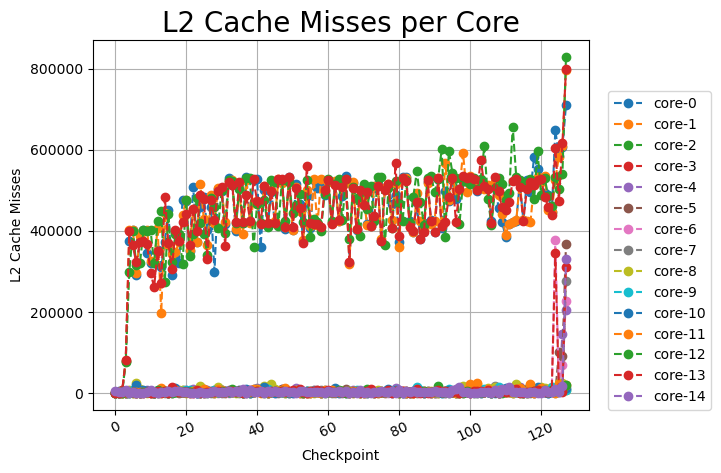 L2 Cache Misses per Core
800000
600000
400000
200000
0
L2 Cache Misses
0
20
40
60
80
100
120
Checkpoint
core-0
core-1
core-2
core-3
core-4
core-5
core-6
core-7
core-8
core-9
core-10
core-11
core-12
core-13
core-14